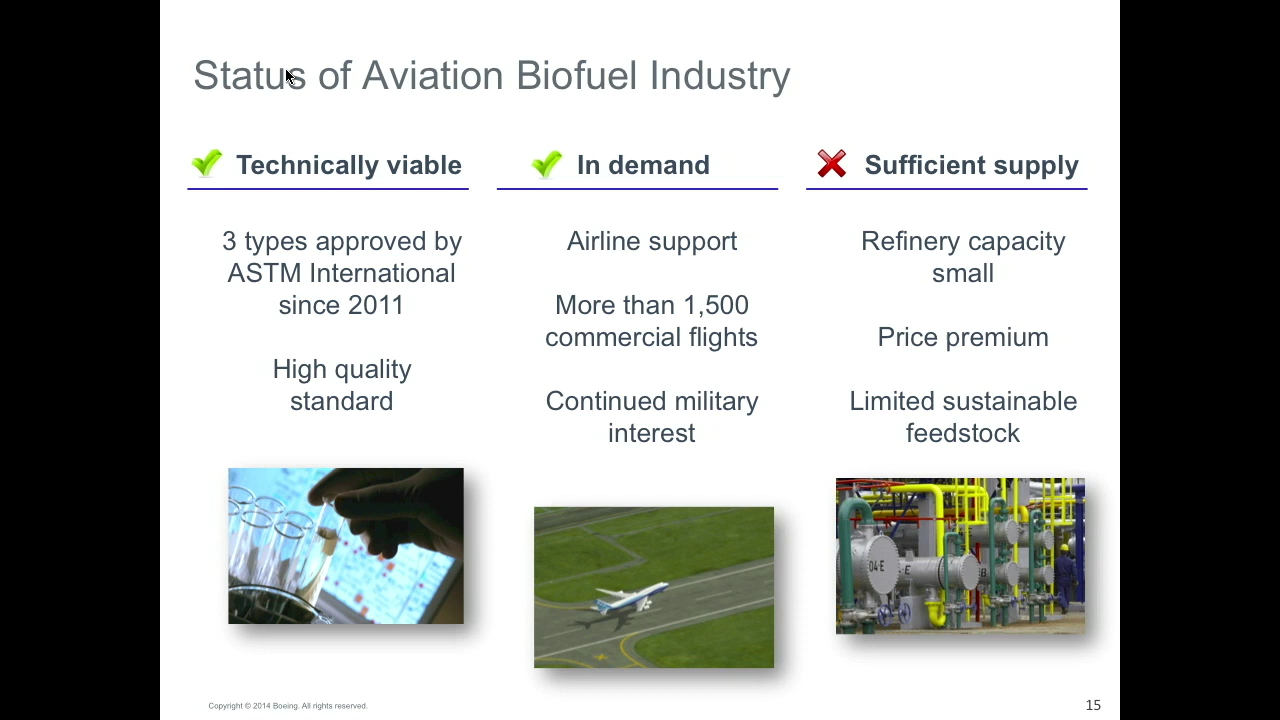 Status of Aviation Biofuel Industry
Technically viable
3 types approved by
ASTM International
since 2011
High quality
standard
In demand
Airline support
More than 1,500
commercial flights
Continued military
interest
Sufficient supply
Refinery capacity
small
Price premium
Limited sustainable
feedstock
04-E
Copyright © 2014 Boeing. All rights reserved.
15